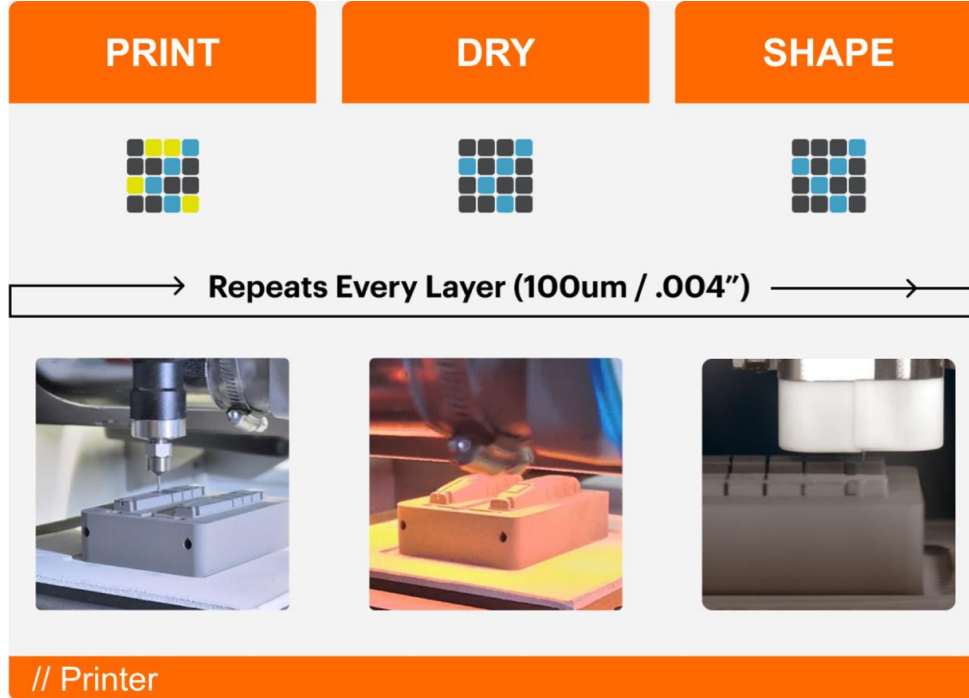 PRINT
DRY
SHAPE
Repeats Every Layer (100um / .004”)
// Printer